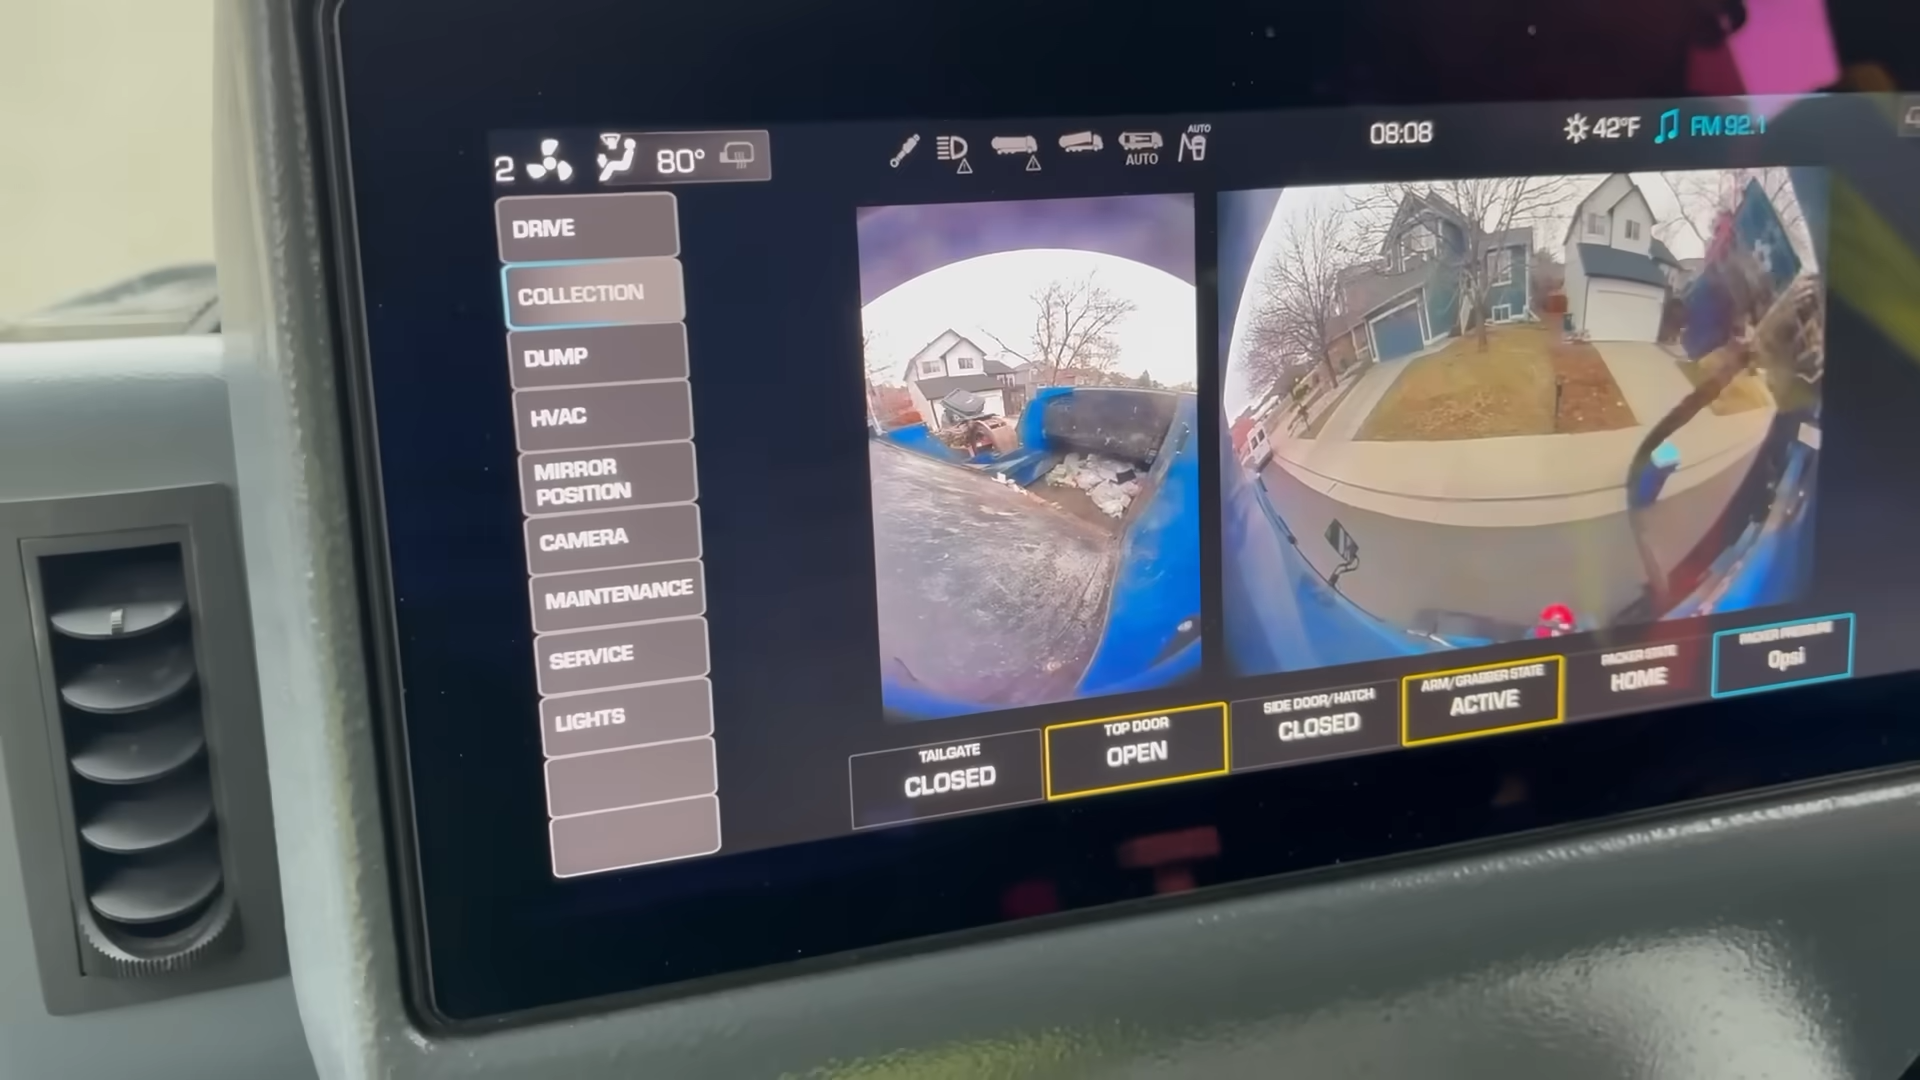 2
80°
AUTO
AUTO
08:08
42°F
FM 92.1
DRIVE
COLLECTION
DUMP
HVAC
MIRROR
POSITION
CAMERA
MAINTENANCE
SERVICE
LIGHTS
TAILGATE
CLOSED
TOP DOOR
OPEN
SIDE DOOR/HATCH
CLOSED
ARM/GRABBER STATE
ACTIVE
PACKER STATE
HOME
PACKER PRESSURE
0psi